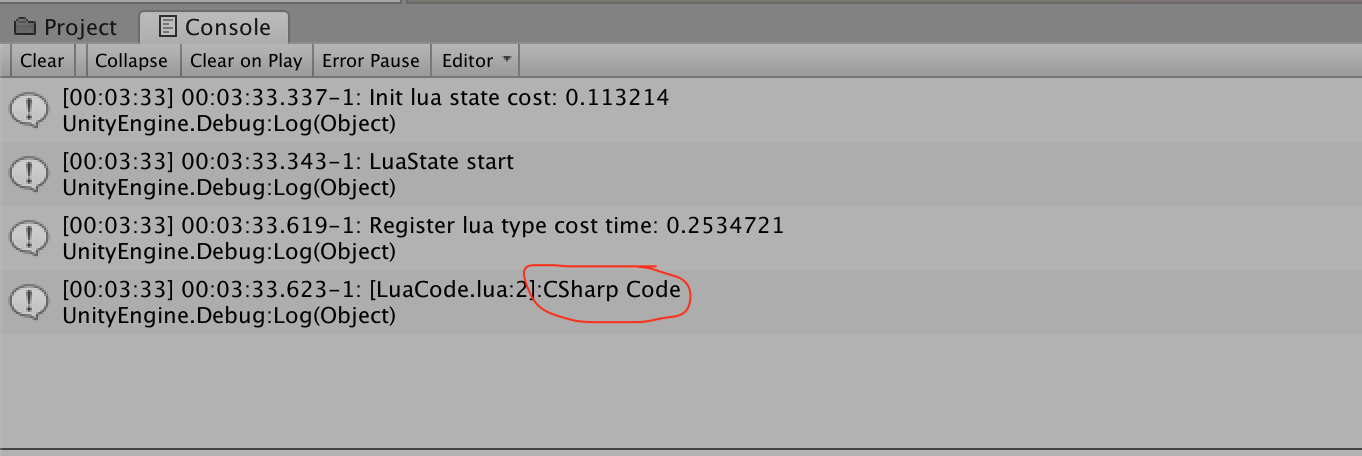 Project Console
Clear Collapse Clear on Play Error Pause Editor
[00:03:33] 00:03:33.337-1: Init lua state cost: 0.113214
UnityEngine.Debug:Log(Object)
[00:03:33] 00:03:33.343-1: LuaState start
UnityEngine.Debug:Log(Object)
[00:03:33] 00:03:33.619-1: Register lua type cost time: 0.2534721
UnityEngine.Debug:Log(Object)
[00:03:33] 00:03:33.623-1: [LuaCode.lua:2]:CSharp Code
UnityEngine.Debug:Log(Object)